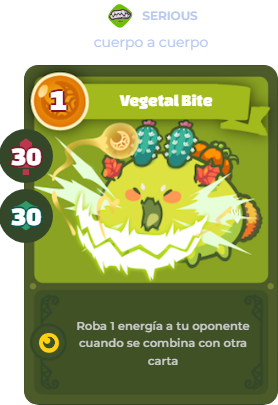 SERIOUS
cuerpo a cuerpo
1
Vegetal Bite
30
30
Roba 1 energía a tu oponente
cuando se combina con otra
carta